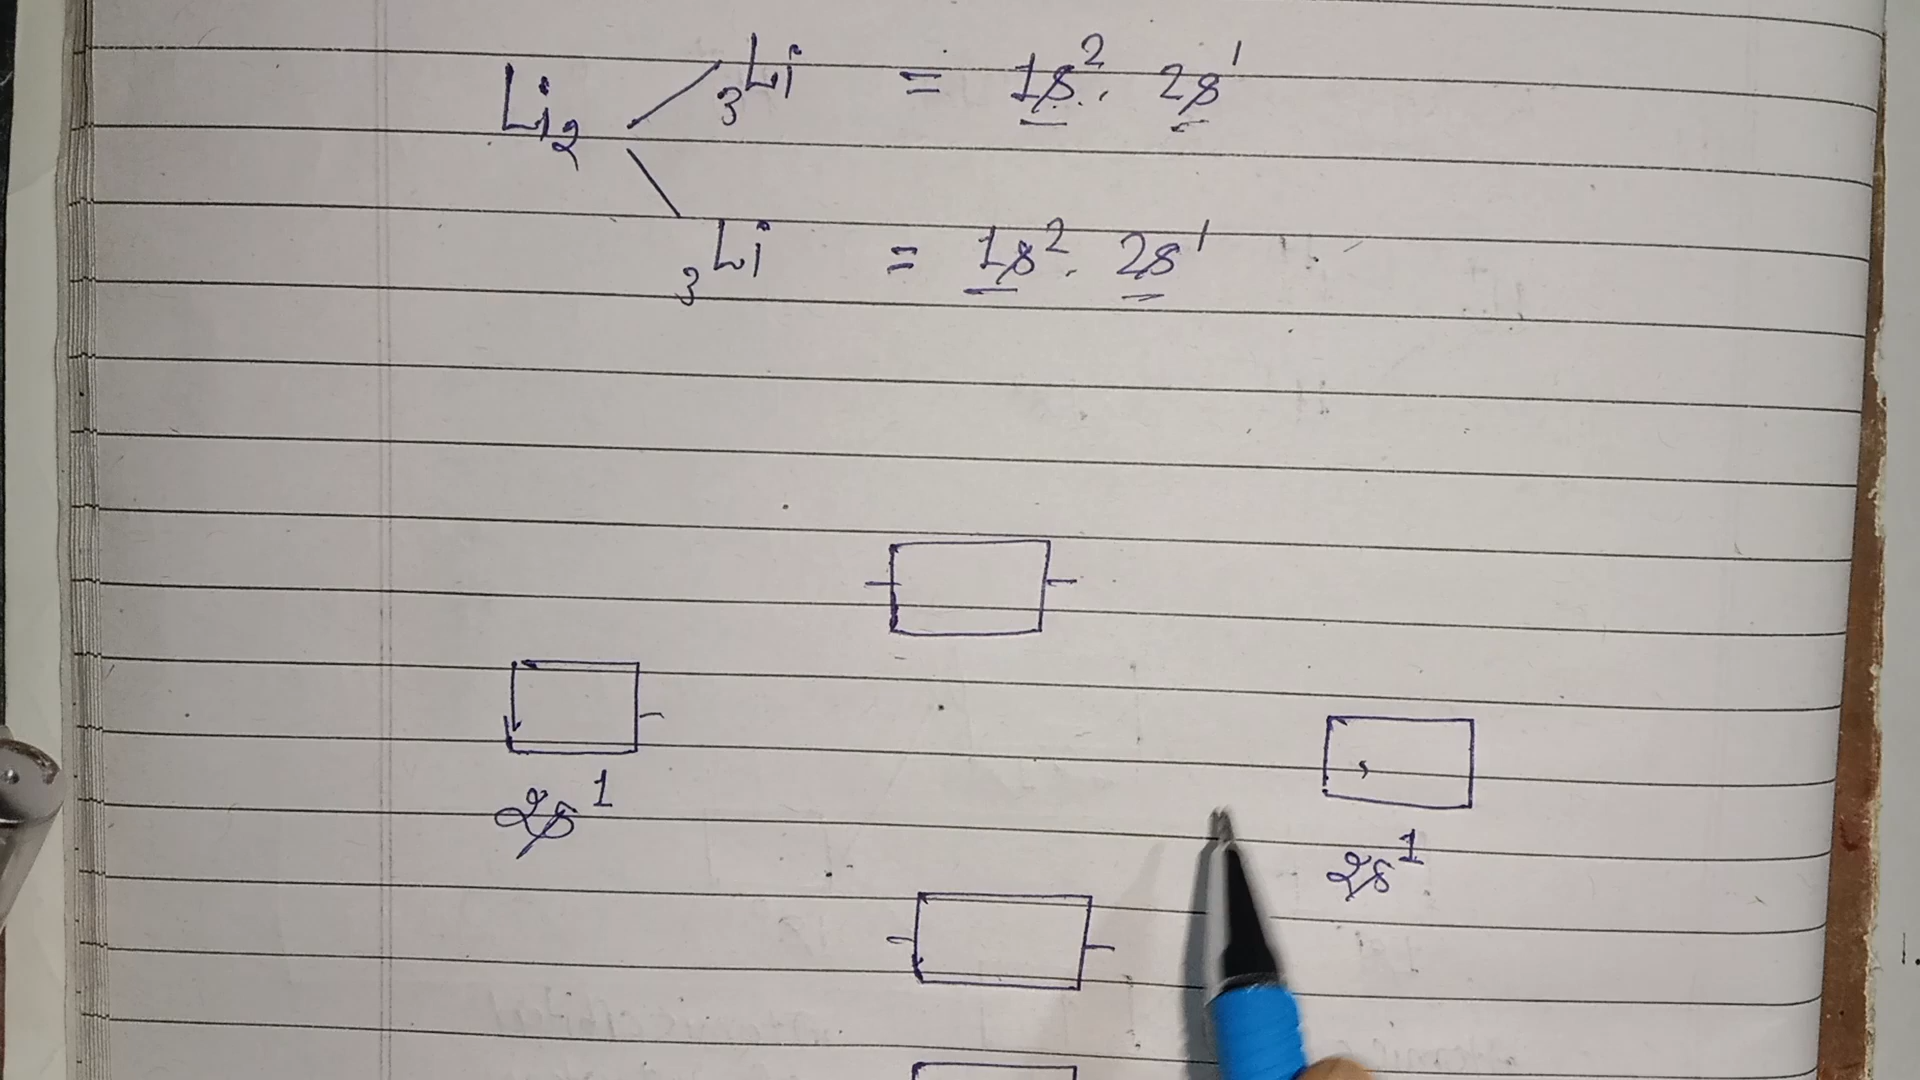 Li₂ ₃Li = 1s² . 2s¹
₃Li = 1s² . 2s¹
2s¹
2s¹